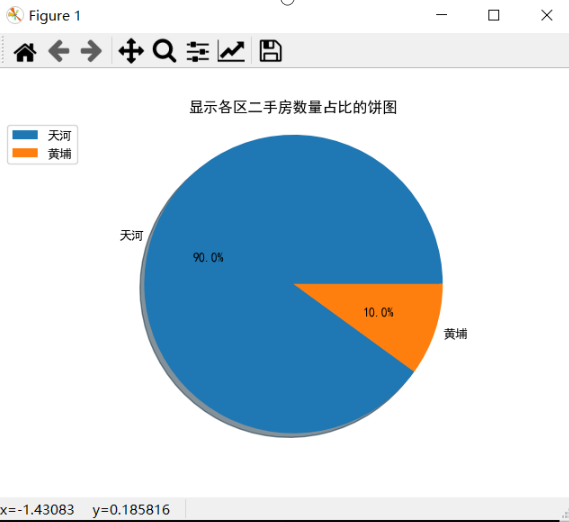 Figure 1
显示各区二手房数量占比的饼图
天河
黄埔
天河
90.0%
10.0%
黄埔
x=-1.43083 y=0.185816